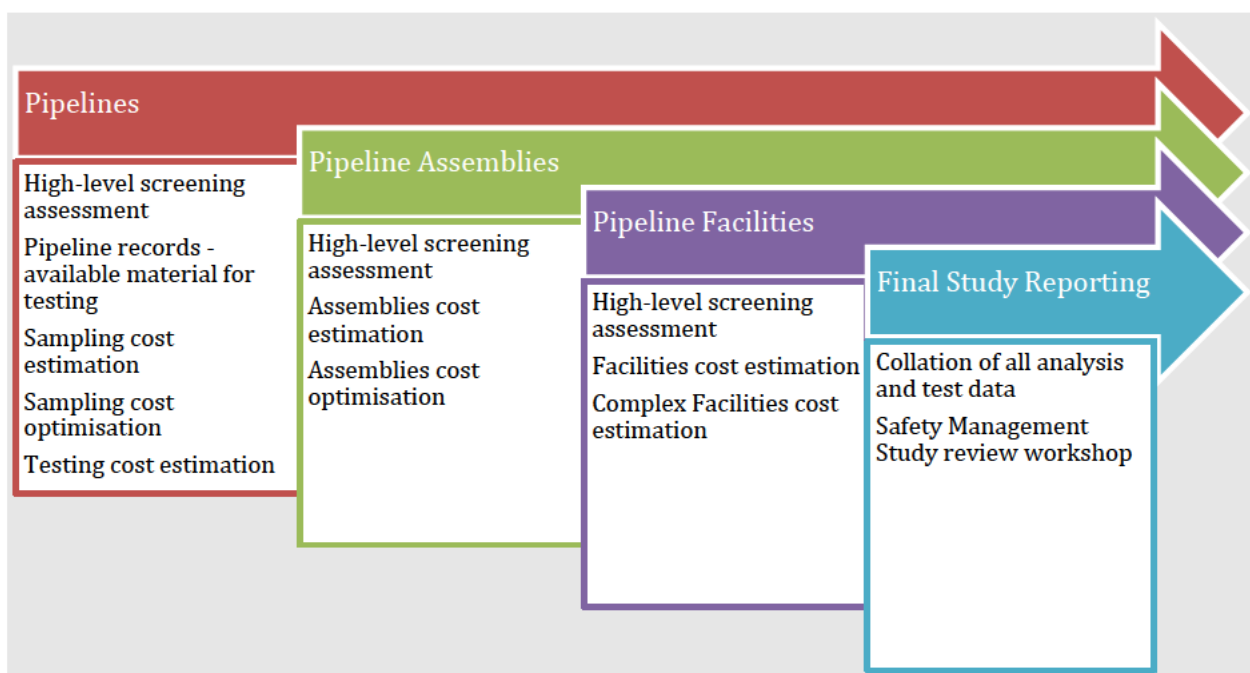 Pipelines
High-level screening
assessment
Pipeline records -
available material for
testing
Sampling cost
estimation
Sampling cost
optimisation
Testing cost estimation
Pipeline Assemblies
High-level screening
assessment
Assemblies cost
estimation
Assemblies cost
optimisation
Pipeline Facilities
High-level screening
assessment
Facilities cost estimation
Complex Facilities cost
estimation
Final Study Reporting
Collation of all analysis
and test data
Safety Management
Study review workshop